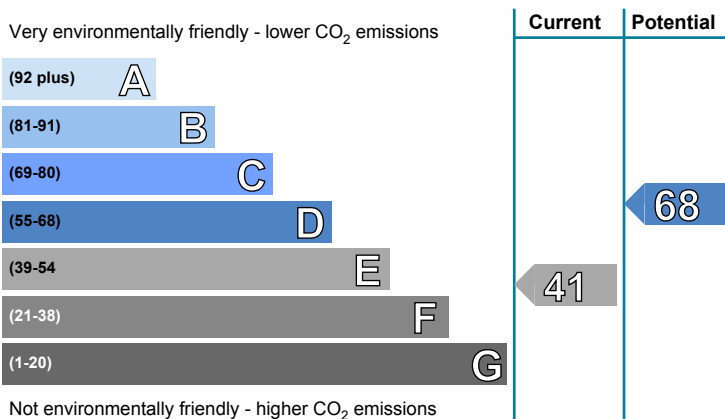 Current Potential
Very environmentally friendly - lower CO2 emissions
(92 plus) A
(81-91) B
(69-80) C
(55-68) D
68
(39-54 E
41
(21-38) F
(1-20) G
Not environmentally friendly - higher CO2 emissions